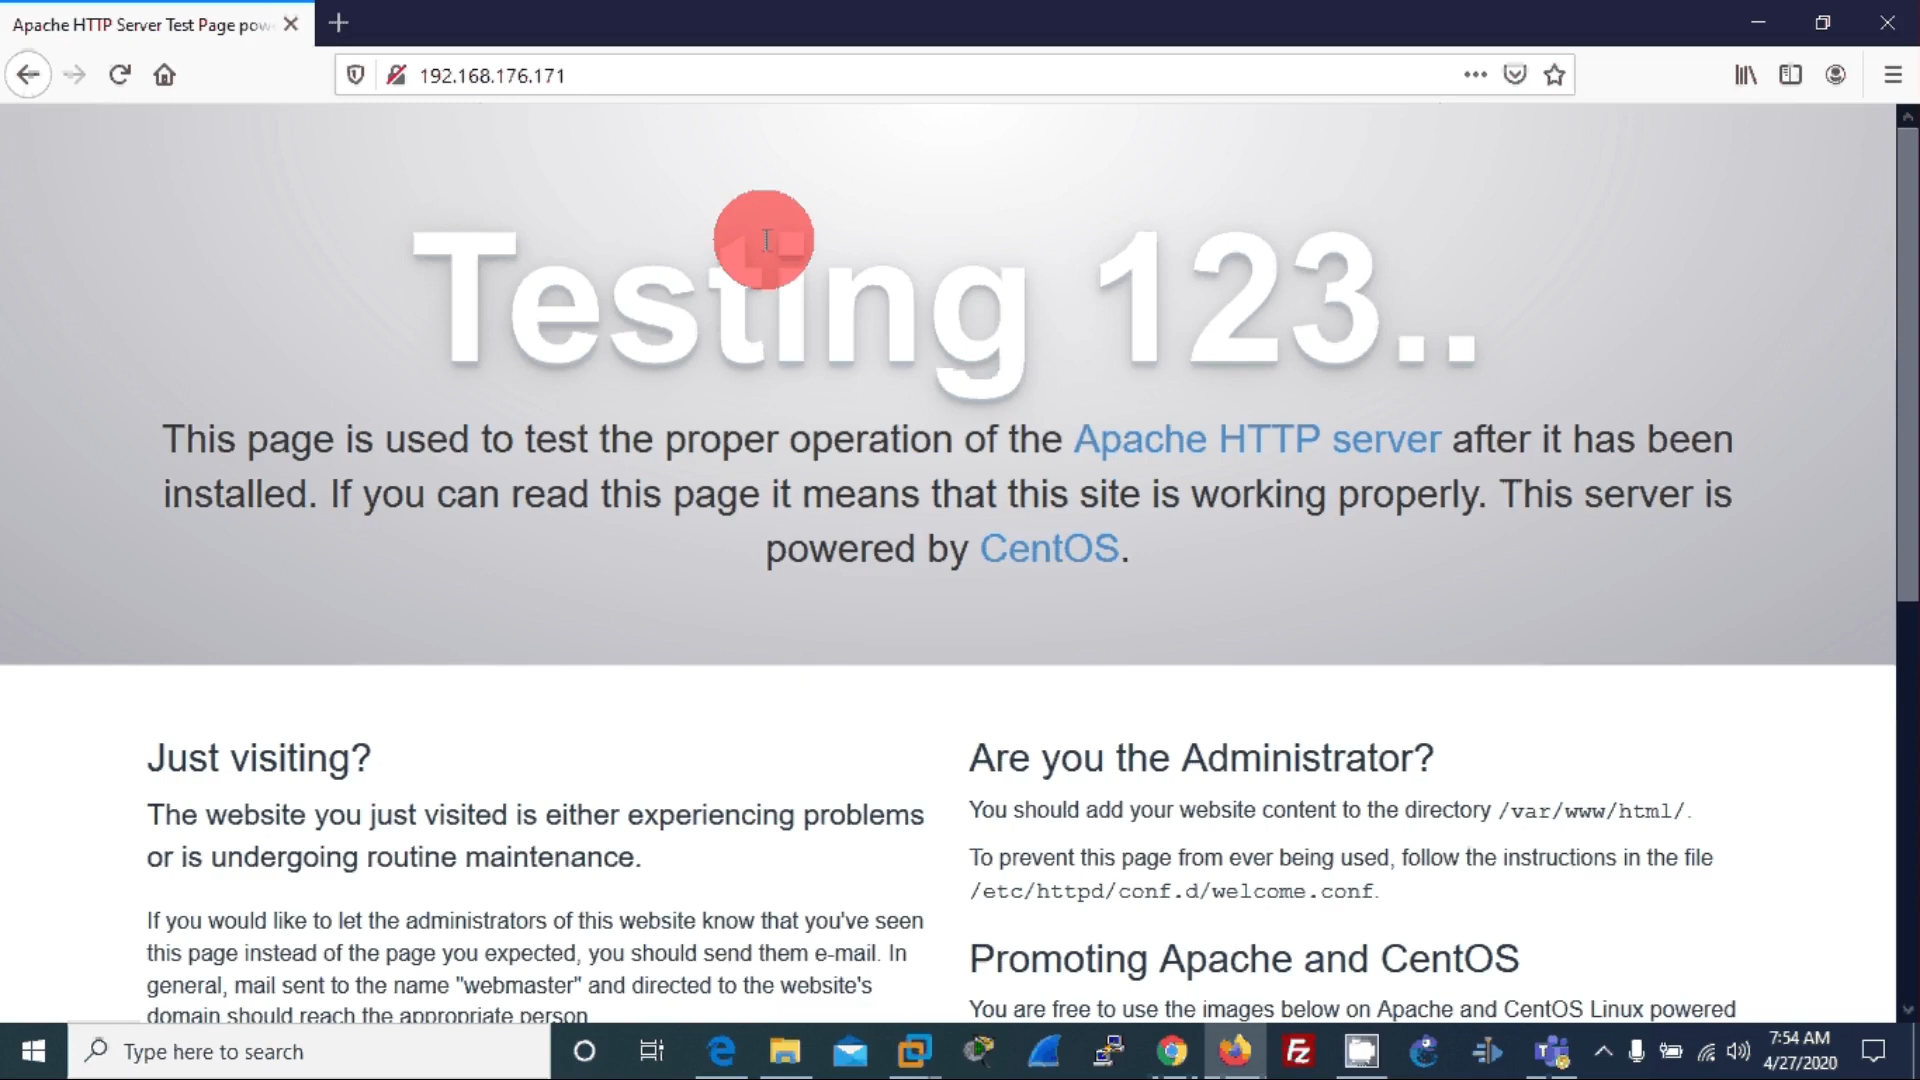 Apache HTTP Server Test Page pow
192.168.176.171
Testing 123..
This page is used to test the proper operation of the Apache HTTP server after it has been
installed. If you can read this page it means that this site is working properly. This server is
powered by CentOS.
Just visiting?
The website you just visited is either experiencing problems
or is undergoing routine maintenance.
If you would like to let the administrators of this website know that you've seen
this page instead of the page you expected, you should send them e-mail. In
general, mail sent to the name "webmaster" and directed to the website's
domain should reach the appropriate person
Are you the Administrator?
You should add your website content to the directory /var/www/html/.
To prevent this page from ever being used, follow the instructions in the file
/etc/httpd/conf.d/welcome.conf.
Promoting Apache and CentOS
You are free to use the images below on Apache and CentOS Linux powered
Type here to search
7:54 AM
4/27/2020